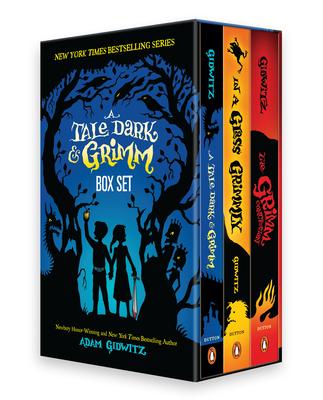 NEW YORK TIMES BESTSELLING SERIES
A
TALE DARK
& GRIMM
BOX SET
Newbery Honor-Winning and New York Times Bestselling Author
ADAM GIDWITZ
GIDWITZ
A TALE DARK & GRIMM
DUTTON
IN A GLASS GRIMMLY
GIDWITZ
DUTTON
GIDWITZ
THE GRIMM
CONCLUSION
DUTTON